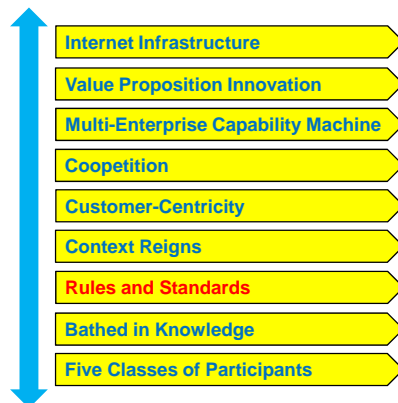 Internet Infrastructure
Value Proposition Innovation
Multi-Enterprise Capability Machine
Coopetition
Customer-Centricity
Context Reigns
Rules and Standards
Bathed in Knowledge
Five Classes of Participants